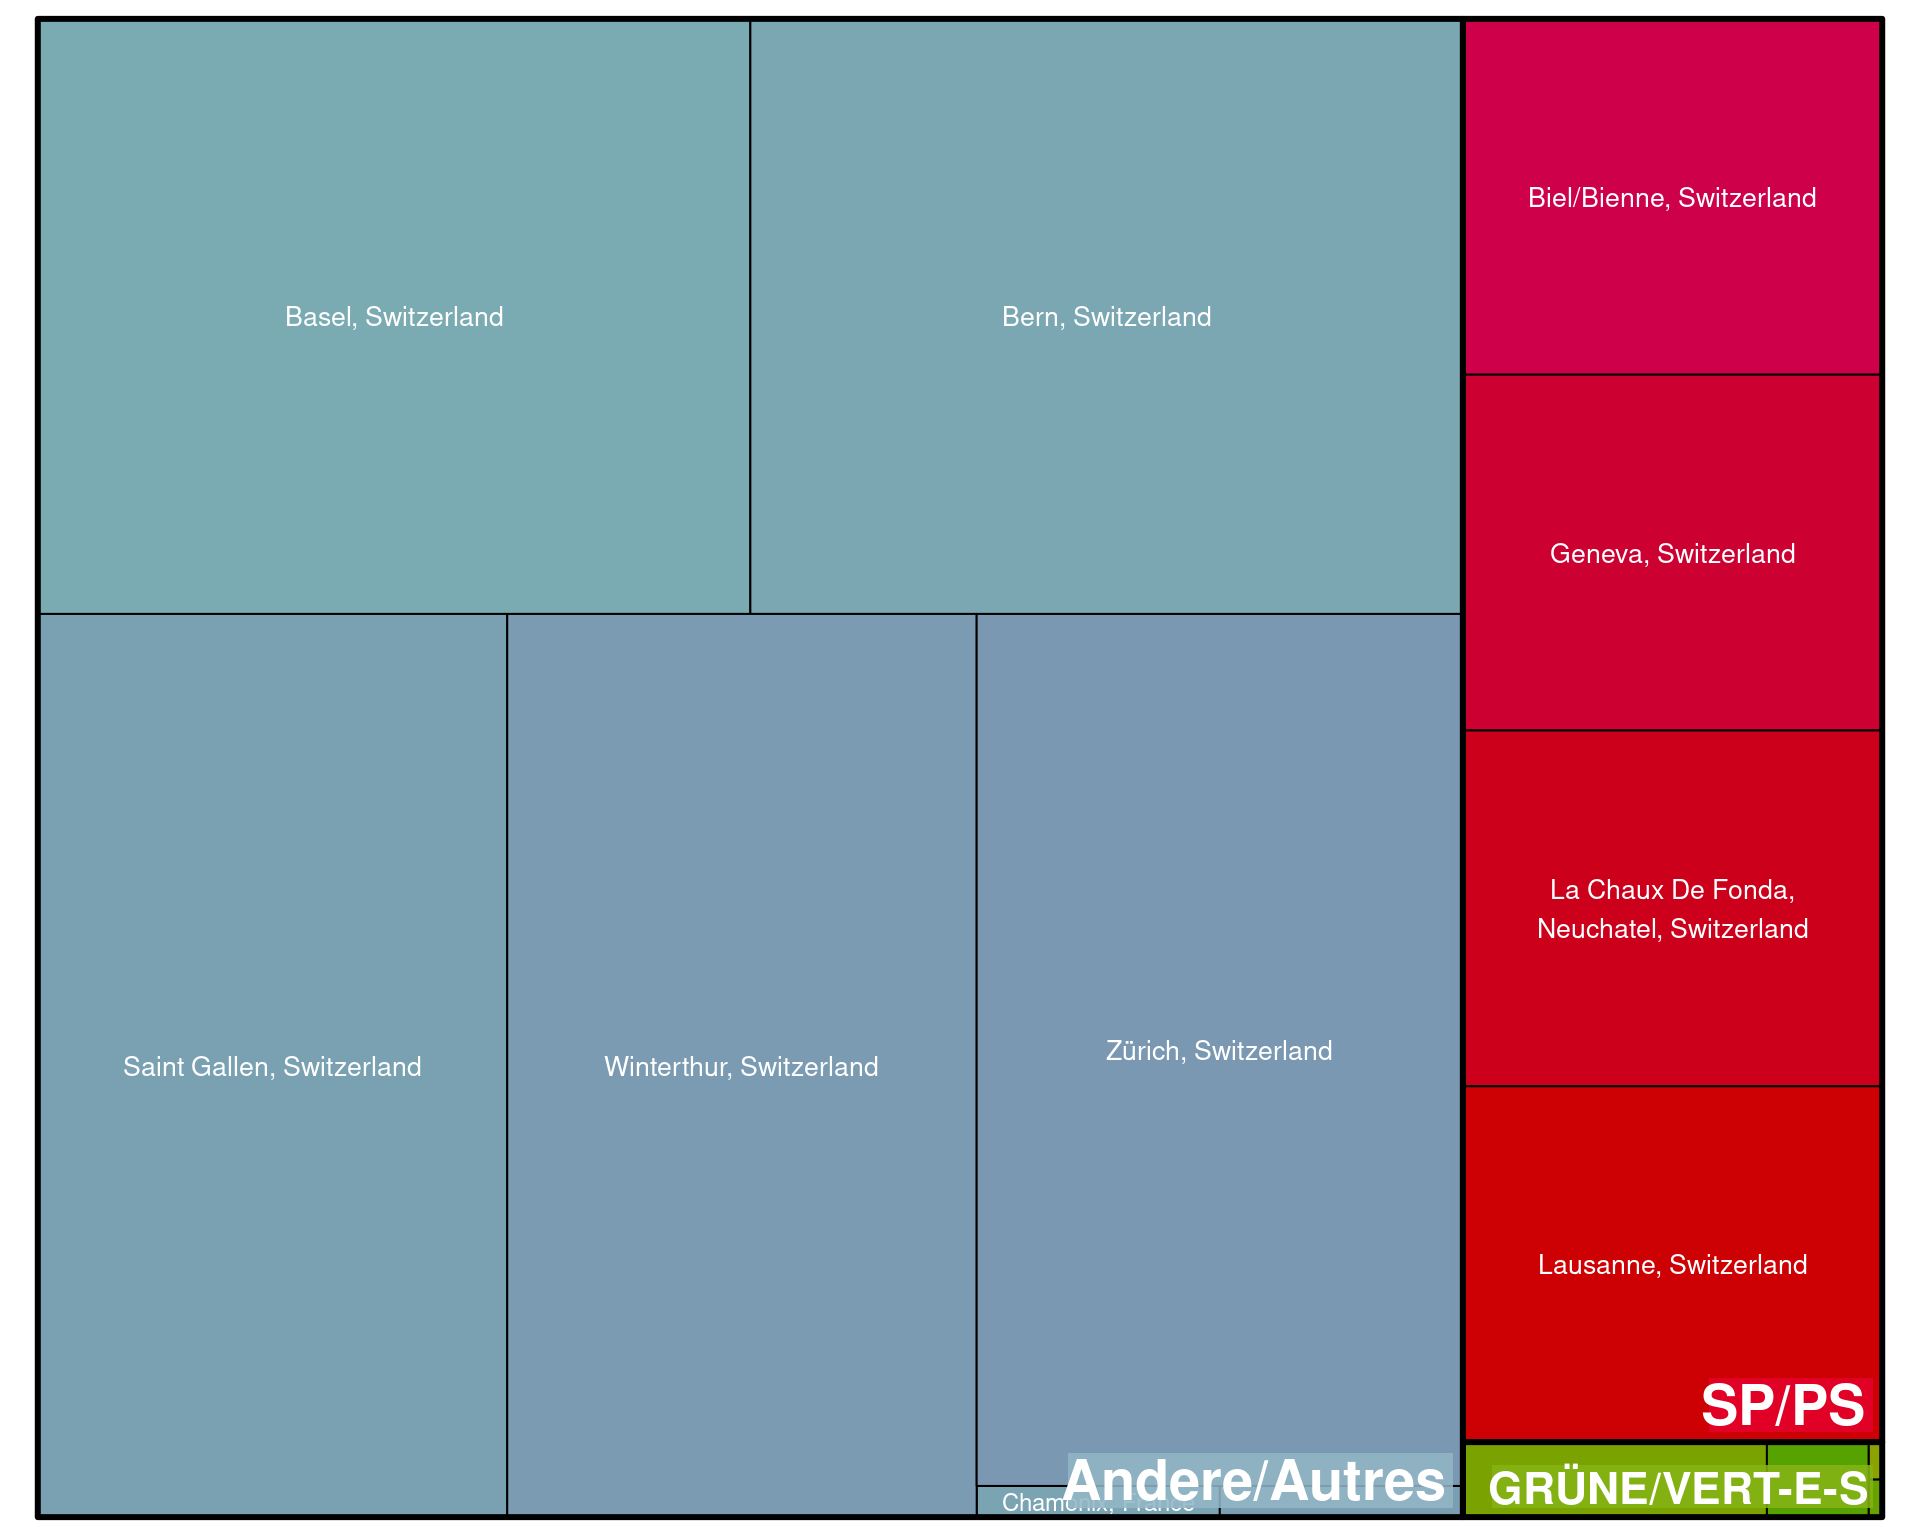 Basel, Switzerland
Bern, Switzerland
Biel/Bienne, Switzerland
Geneva, Switzerland
La Chaux De Fonda,
Neuchatel, Switzerland
Saint Gallen, Switzerland
Winterthur, Switzerland
Zürich, Switzerland
Lausanne, Switzerland
SP/PS
Andere/Autres
Chamonix, France
GRÜNE/VERT-E-S